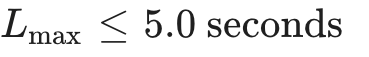 L_max ≤ 5.0 seconds